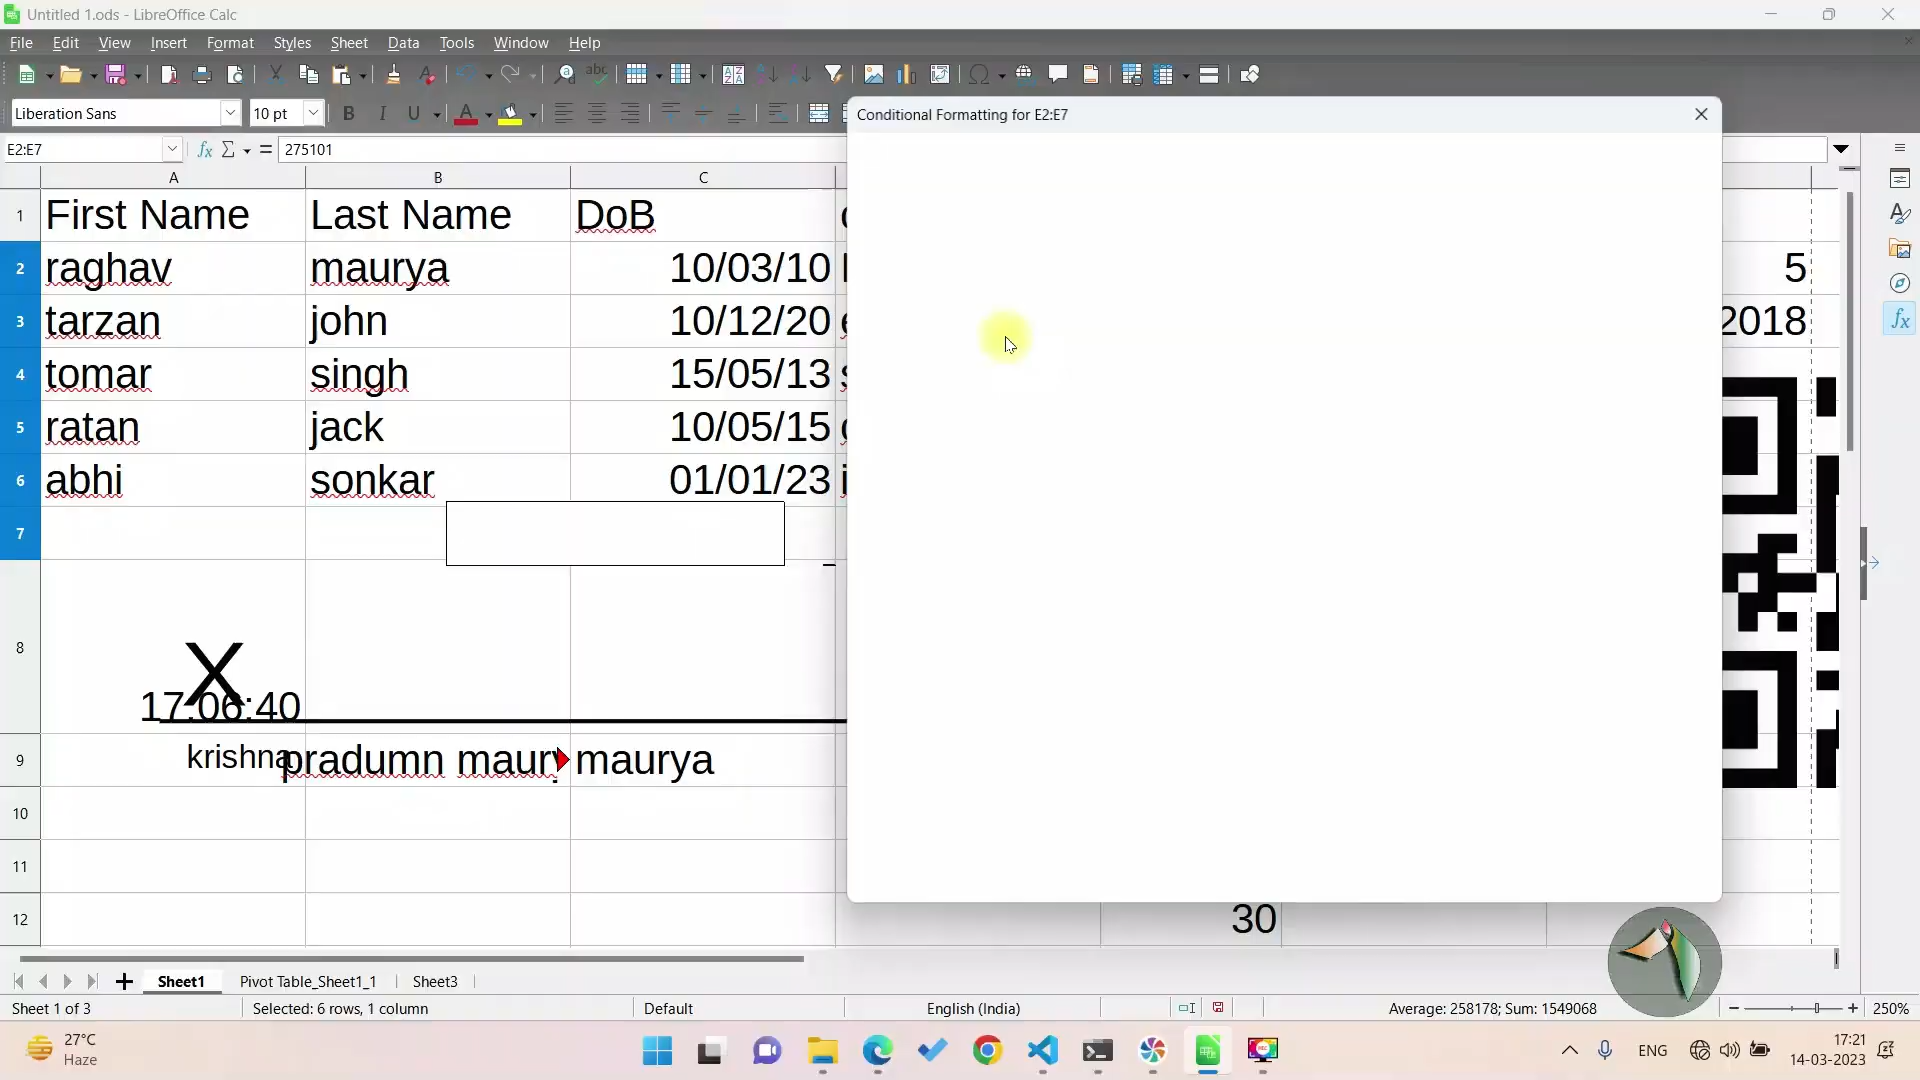 Untitled 1.ods - LibreOffice Calc
File Edit View Insert Format Styles Sheet Data Tools Window Help
Liberation Sans 10 pt B I U A
Conditional Formatting for E2:E7
E2:E7 fx Σ = 275101
A B C
1 First Name Last Name DoB
2 raghav maurya 10/03/10 5
3 tarzan john 10/12/20 2018
4 tomar singh 15/05/13
5 ratan jack 10/05/15
6 abhi sonkar 01/01/23
7
8 X
17:06:40
9 krishna pradumn maury maurya
10
11
12 30
Sheet1 Pivot Table_Sheet1_1 Sheet3
Sheet 1 of 3 Selected: 6 rows, 1 column Default English (India) Average: 258178; Sum: 1549068 250%
27°C
Haze
ENG
17:21
14-03-2023